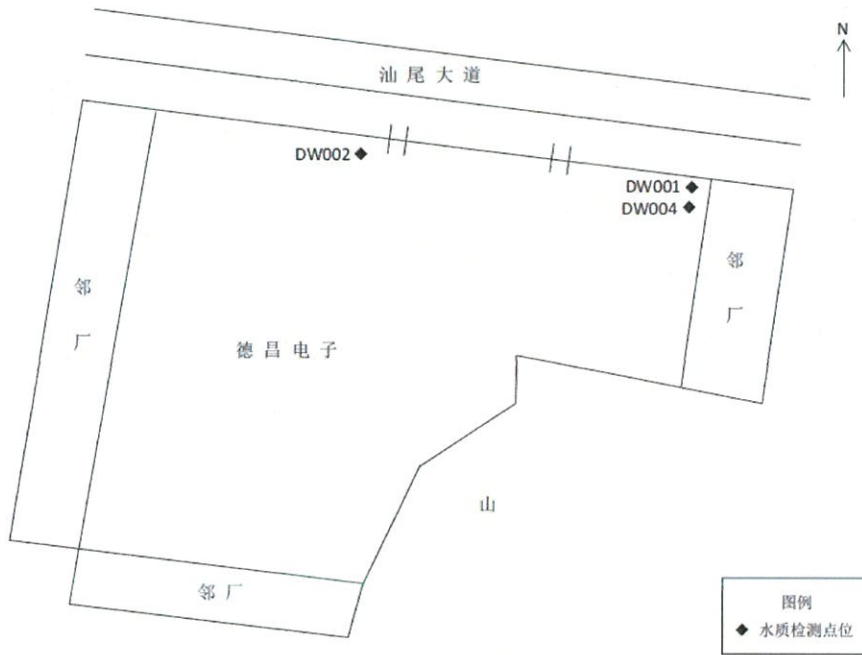 N
汕尾大道
DW002
DW001
DW004
邻厂
邻厂
德昌电子
山
邻厂
图例
水质检测点位